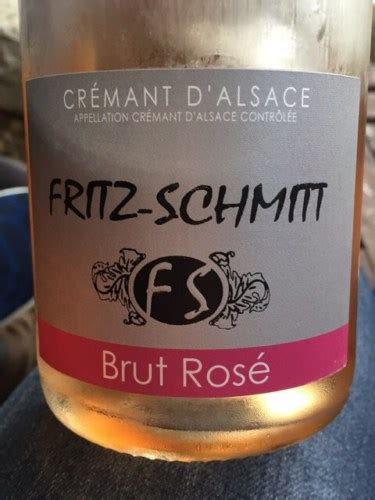 CRÉMANT D'ALSACE
APPELLATION CRÉMANT D'ALSACE CONTRÔLÉE
FRITZ-SCHMITT
FS
Brut Rosé